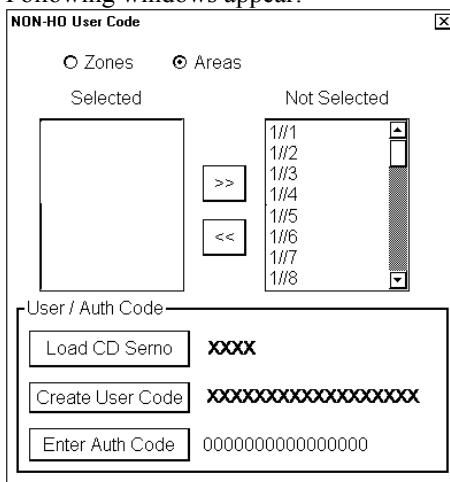 Following windows appear:
NON-HO User Code
Zones Areas
Selected Not Selected
1//1
1//2
1//3
1//4
1//5
1//6
1//7
1//8
>>
<<
User / Auth Code
Load CD Serno XXXX
Create User Code XXXXXXXXXXXXXXXXXX
Enter Auth Code 0000000000000000